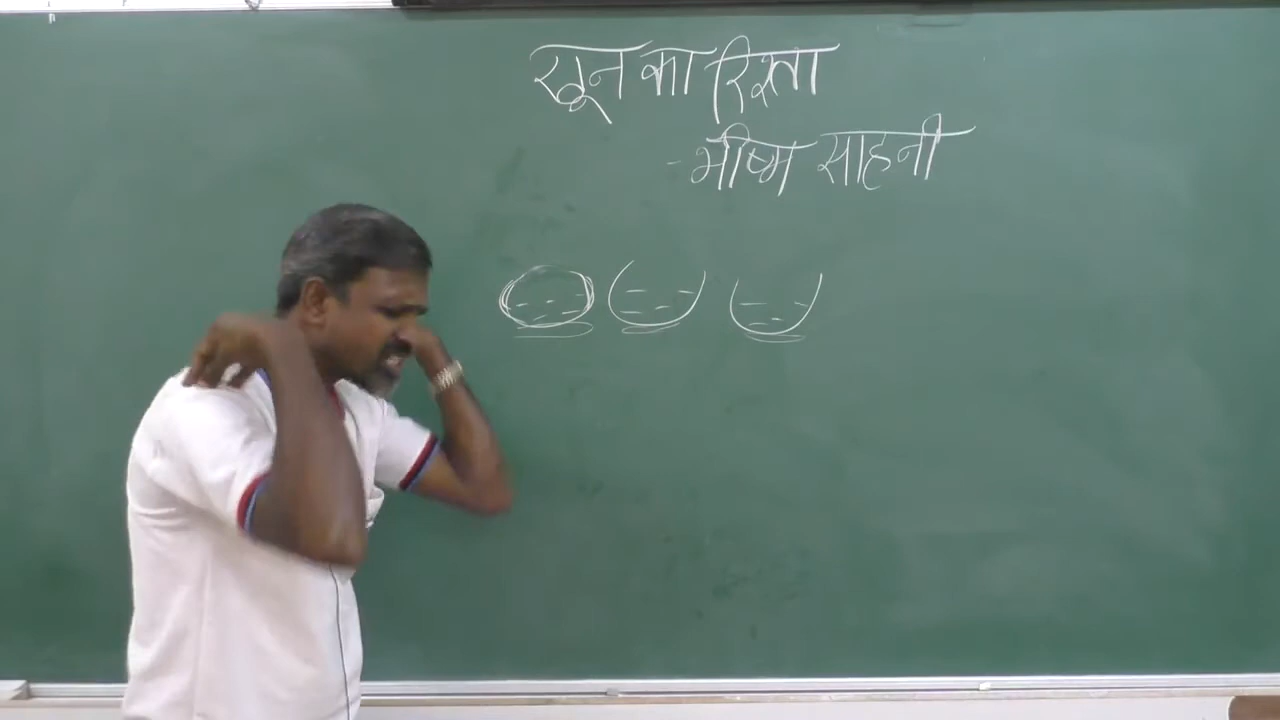 खून का रिश्ता
- भीष्म साहनी